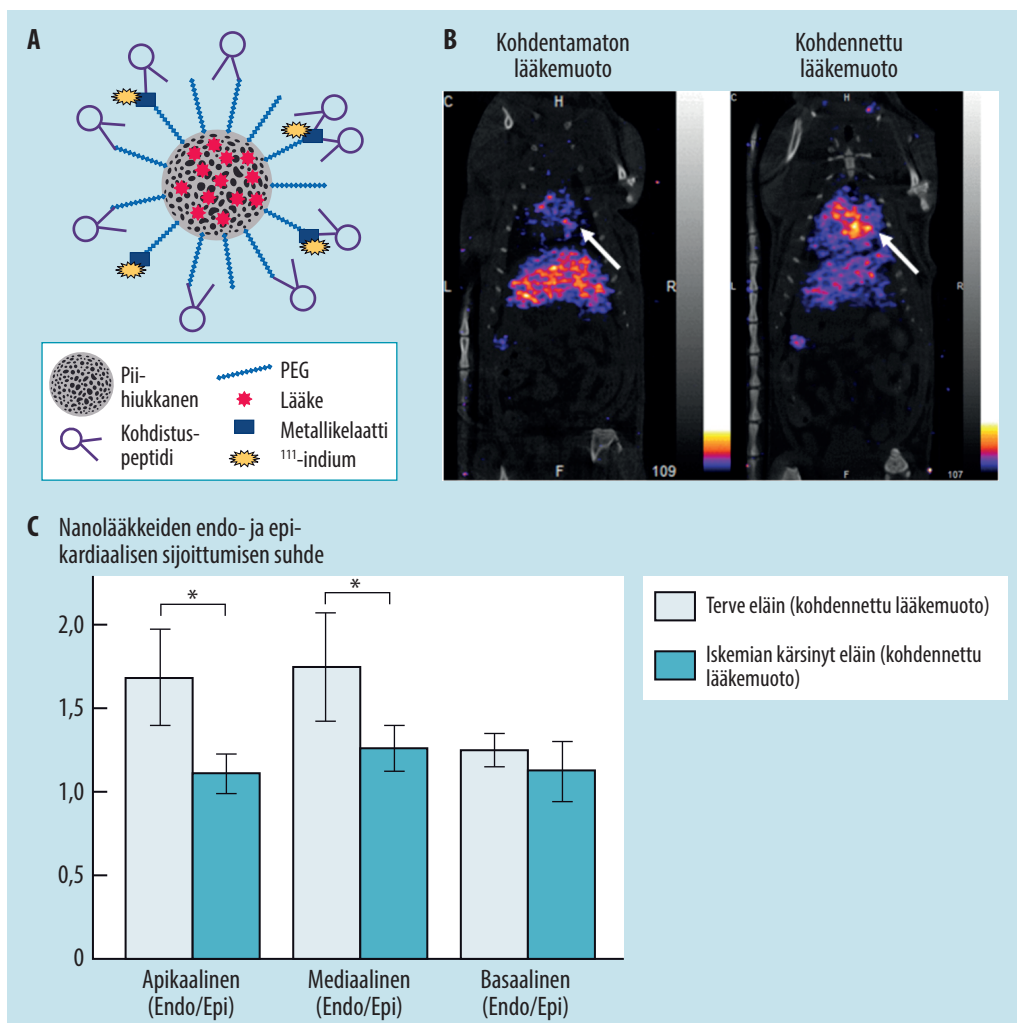 A
Pii-
hiukkanen
Kohdistus-
peptidi
PEG
Lääke
Metallikelaatti
111-indium
B
Kohdentamaton
lääkemuoto
Kohdennettu
lääkemuoto
C
H
L
R
F
109
C
H
L
R
F
107
C Nanolääkkeiden endo- ja epi-
kardiaalisen sijoittumisen suhde
2,0
1,5
1,0
0,5
0
*
*
Apikaalinen
(Endo/Epi)
Mediaalinen
(Endo/Epi)
Basaalinen
(Endo/Epi)
Terve eläin (kohdennettu lääkemuoto)
Iskemian kärsinyt eläin (kohdennettu
lääkemuoto)